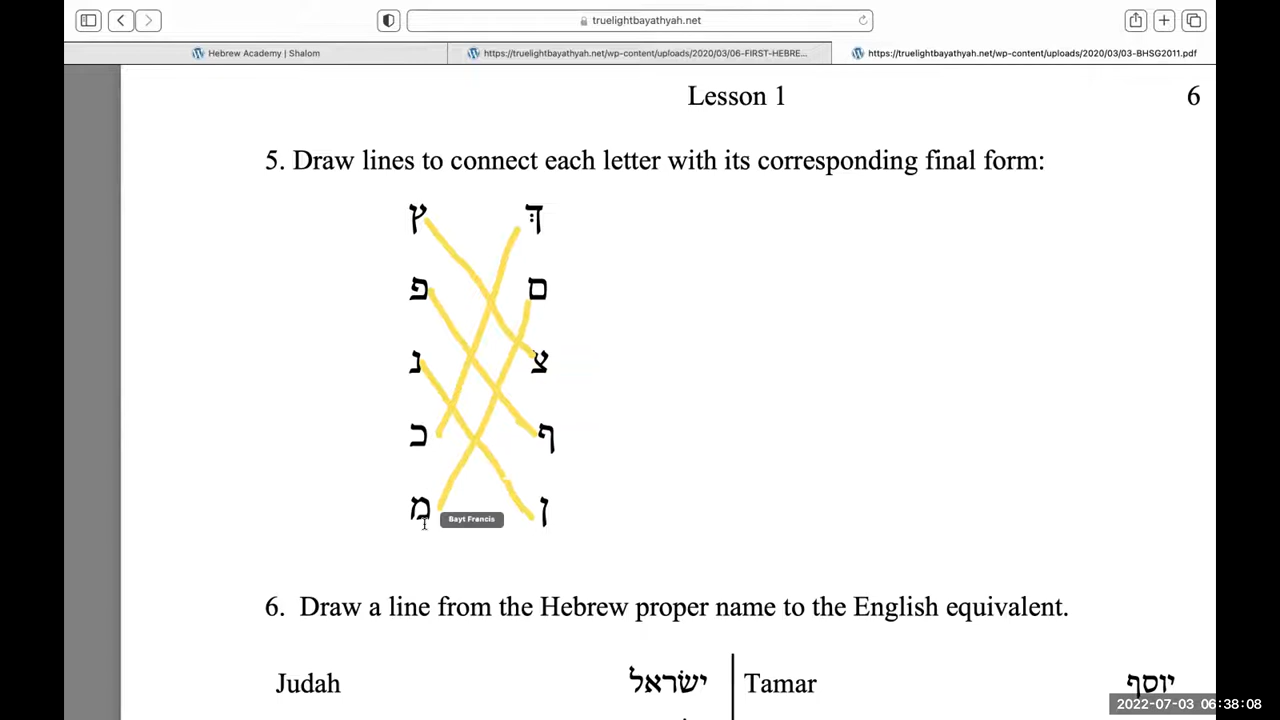 truelightbayathyah.net
Hebrew Academy | Shalom https://truelightbayathyah.net/wp-content/uploads/2020/03/06-FIRST-HEBRE... https://truelightbayathyah.net/wp-content/uploads/2020/03/03-BHSG2011.pdf
Lesson 1 6
5. Draw lines to connect each letter with its corresponding final form:
ץ ךְ
פ ם
נ צ
כ ף
מ ן
Bayt Francis
6. Draw a line from the Hebrew proper name to the English equivalent.
Judah ישׂראל Tamar יוסף
2022-07-03 06:38:08